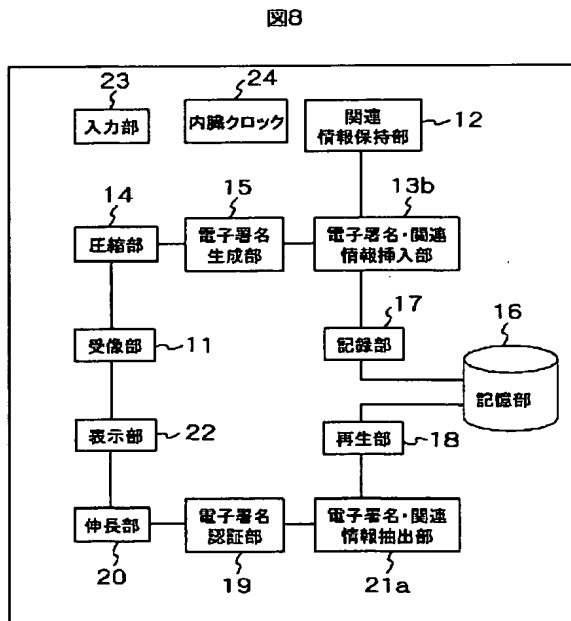 図8
23
24
入力部
内臓クロック
関連
情報保持部
12
14
15
13b
圧縮部
電子署名
生成部
電子署名・関連
情報挿入部
17
16
受像部
11
記録部
記憶部
表示部
22
再生部
18
伸長部
電子署名
認証部
電子署名・関連
情報抽出部
20
19
21a